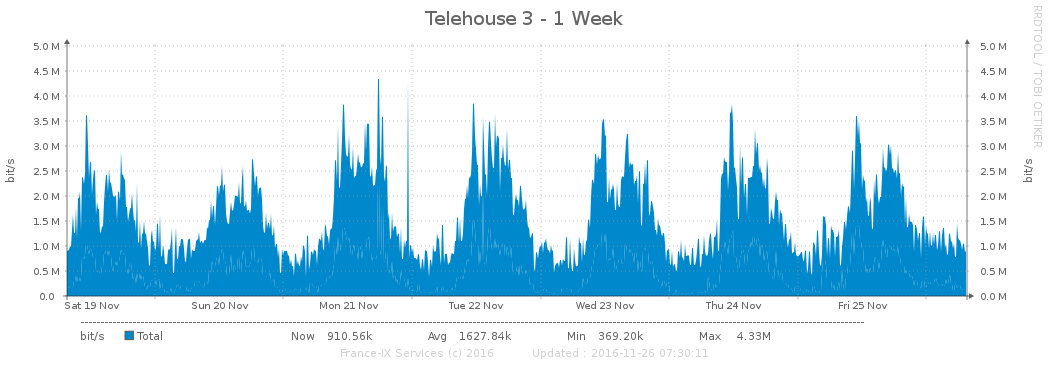 Telehouse 3 - 1 Week
RRDTOOL / TOBI OETIKER
bit/s
5.0 M 5.0 M
4.5 M 4.5 M
4.0 M 4.0 M
3.5 M 3.5 M
3.0 M 3.0 M
2.5 M 2.5 M
2.0 M 2.0 M
1.5 M 1.5 M
1.0 M 1.0 M
0.5 M 0.5 M
0.0 0.0 M
bit/s
Sat 19 Nov Sun 20 Nov Mon 21 Nov Tue 22 Nov Wed 23 Nov Thu 24 Nov Fri 25 Nov
bit/s Total Now 910.56k Avg 1627.84k Min 369.20k Max 4.33M
France-IX Services (c) 2016 Updated : 2016-11-26 07:30:11